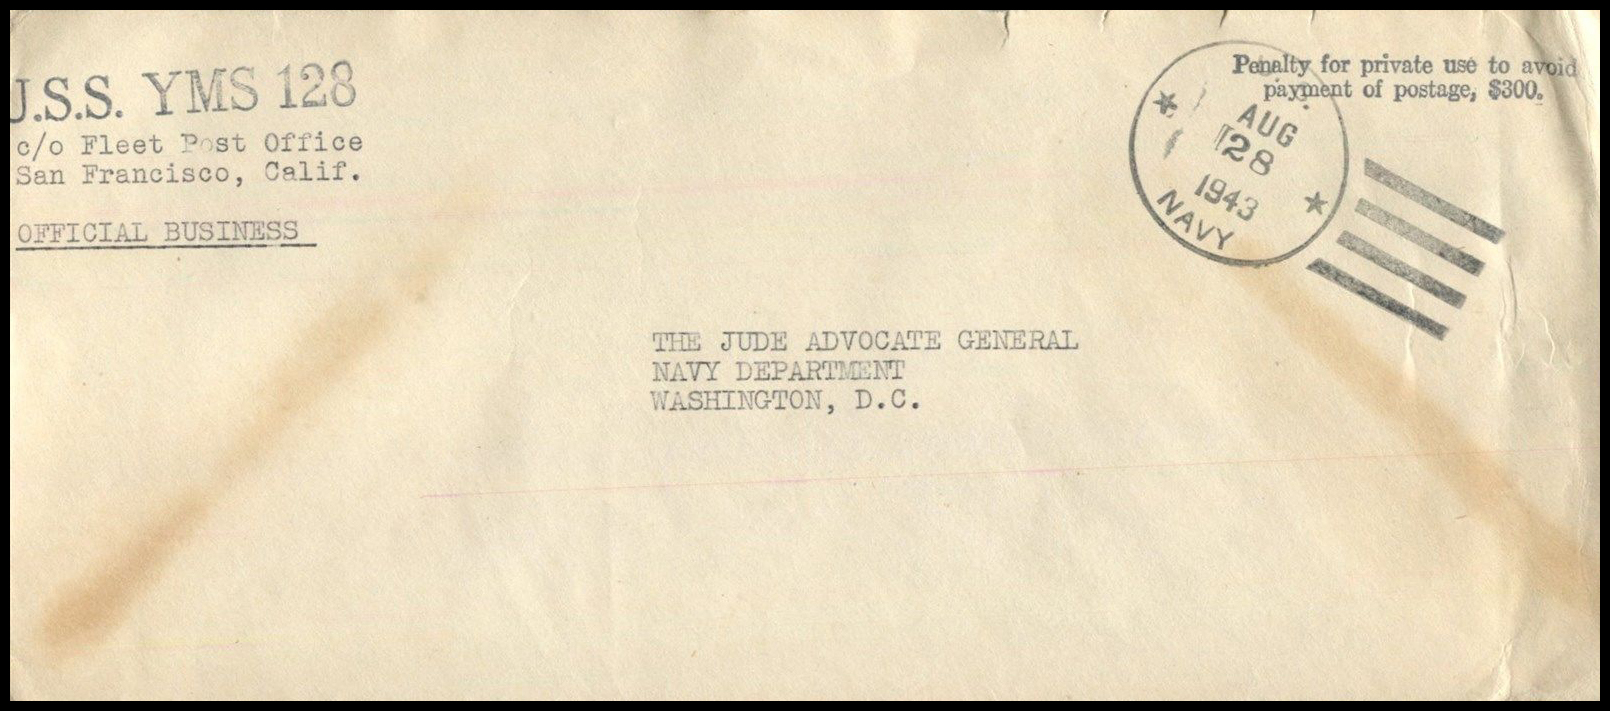 U.S.S. YMS 128
c/o Fleet Post Office
San Francisco, Calif.
OFFICIAL BUSINESS
Penalty for private use to avoid
payment of postage, $300.
AUG
28
1943
NAVY
THE JUDE ADVOCATE GENERAL
NAVY DEPARTMENT
WASHINGTON, D.C.